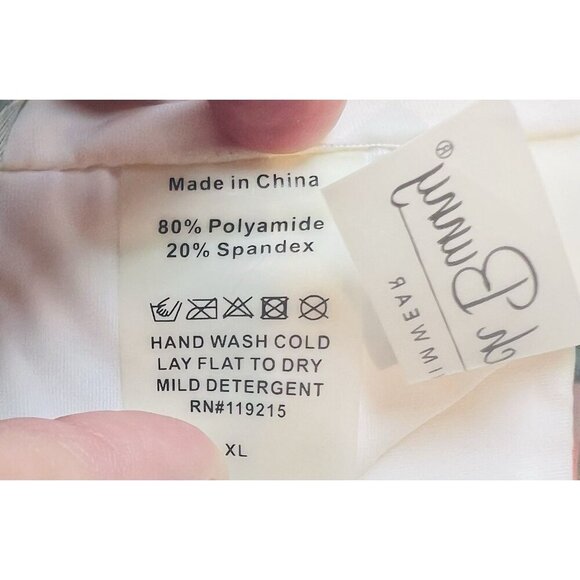 Made in China
80% Polyamide
20% Spandex
HAND WASH COLD
LAY FLAT TO DRY
MILD DETERGENT
RN#119215
XL
Bunny®